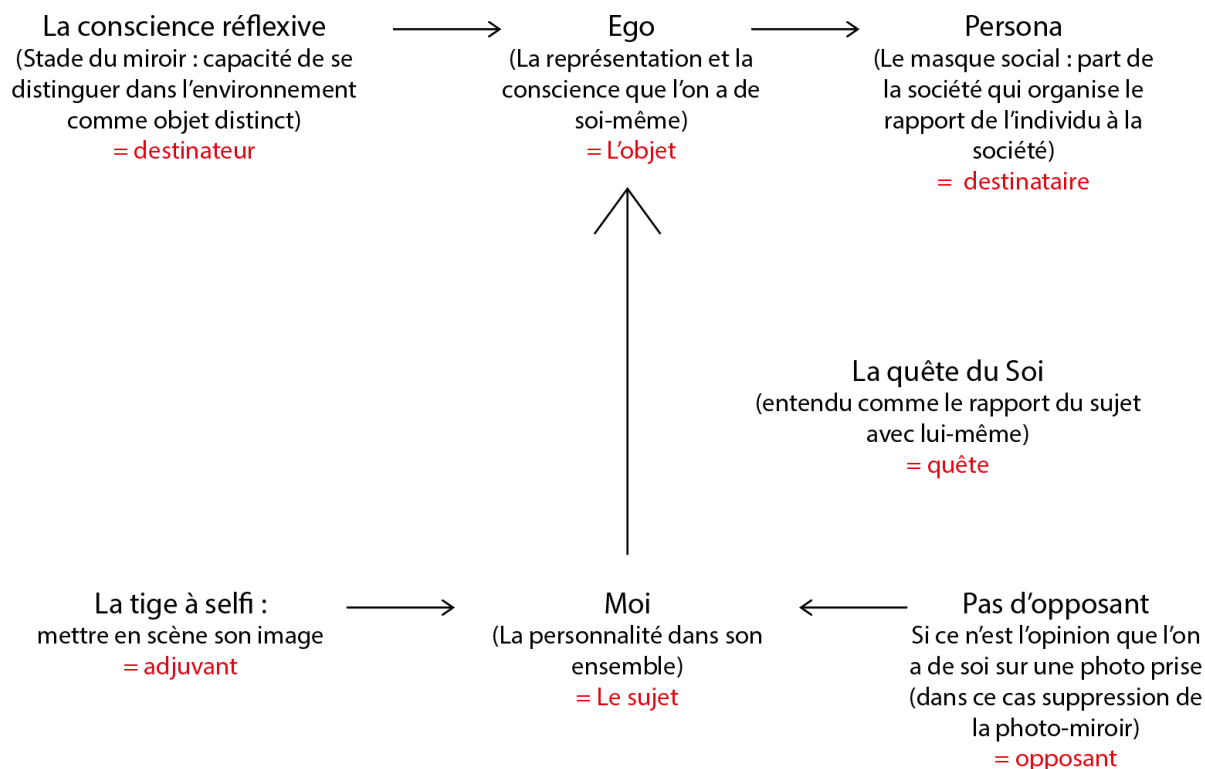 La conscience réflexive
(Stade du miroir : capacité de se
distinguer dans l'environnement
comme objet distinct)
= destinateur
Ego
(La représentation et la
conscience que l'on a de
soi-même)
= L'objet
Persona
(Le masque social : part de
la société qui organise le
rapport de l'individu à la
société)
= destinataire
La quête du Soi
(entendu comme le rapport du sujet
avec lui-même)
= quête
La tige à selfi :
mettre en scène son image
= adjuvant
Moi
(La personnalité dans son
ensemble)
= Le sujet
Pas d'opposant
Si ce n'est l'opinion que l'on
a de soi sur une photo prise
(dans ce cas suppression de
la photo-miroir)
= opposant